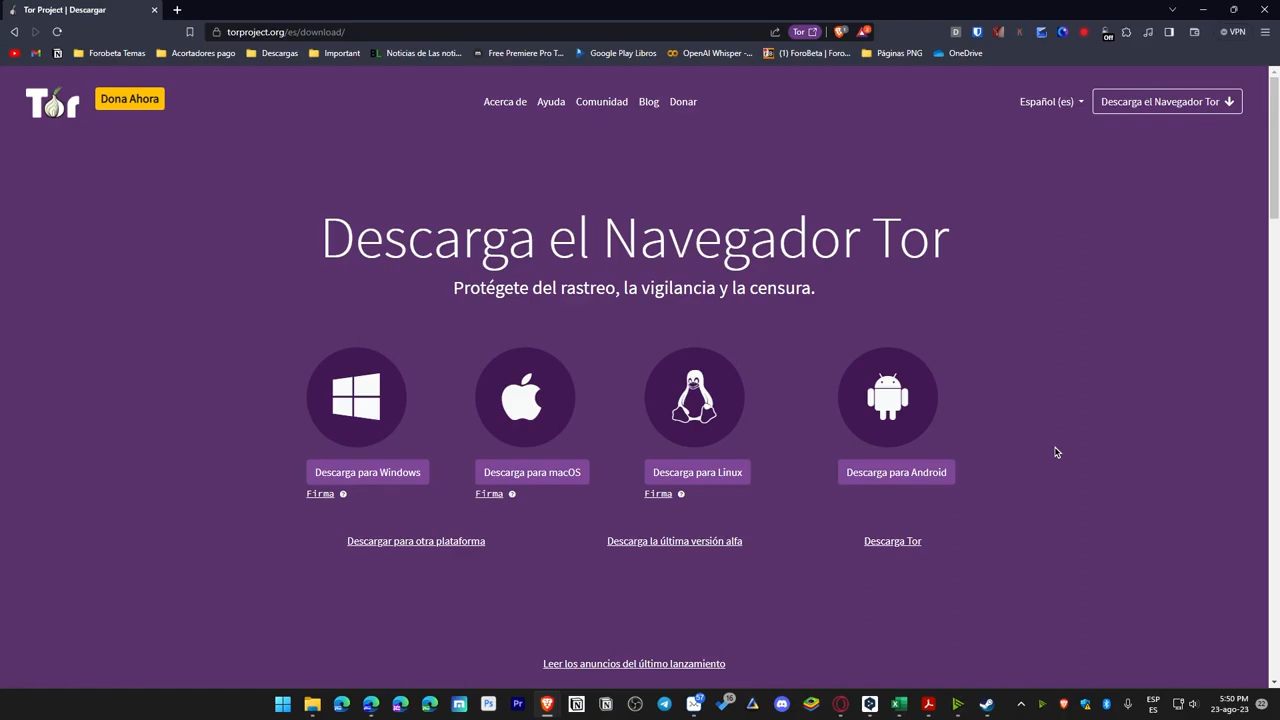 Tor Project | Descargar
torproject.org/es/download/
Tor
VPN
Forobeta Temas
Acortadores pago
Descargas
Important
Noticias de Las noti...
Free Premiere Pro T...
Google Play Libros
OpenAI Whisper -...
ForoBeta | Foro...
Páginas PNG
OneDrive
Tor
Dona Ahora
Acerca de
Ayuda
Comunidad
Blog
Donar
Español (es)
Descarga el Navegador Tor
Descarga el Navegador Tor
Protégete del rastreo, la vigilancia y la censura.
Descarga para Windows
Descarga para macOS
Descarga para Linux
Descarga para Android
Firma
Firma
Firma
Descargar para otra plataforma
Descarga la última versión alfa
Descarga Tor
Leer los anuncios del último lanzamiento
57
16
ESP
ES
5:50 PM
23-ago-23